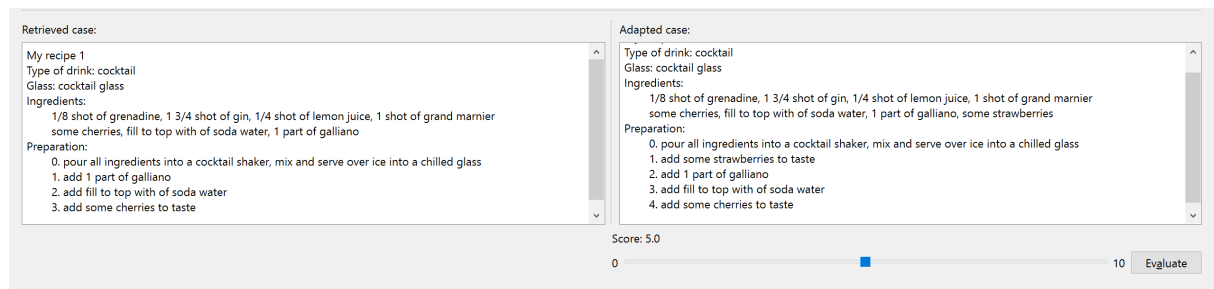 Retrieved case:
My recipe 1
Type of drink: cocktail
Glass: cocktail glass
Ingredients:
1/8 shot of grenadine, 1 3/4 shot of gin, 1/4 shot of lemon juice, 1 shot of grand marnier
some cherries, fill to top with of soda water, 1 part of galliano
Preparation:
0. pour all ingredients into a cocktail shaker, mix and serve over ice into a chilled glass
1. add 1 part of galliano
2. add fill to top with of soda water
3. add some cherries to taste
Adapted case:
Type of drink: cocktail
Glass: cocktail glass
Ingredients:
1/8 shot of grenadine, 1 3/4 shot of gin, 1/4 shot of lemon juice, 1 shot of grand marnier
some cherries, fill to top with of soda water, 1 part of galliano, some strawberries
Preparation:
0. pour all ingredients into a cocktail shaker, mix and serve over ice into a chilled glass
1. add some strawberries to taste
2. add 1 part of galliano
3. add fill to top with of soda water
4. add some cherries to taste
Score: 5.0
0 10 Evaluate